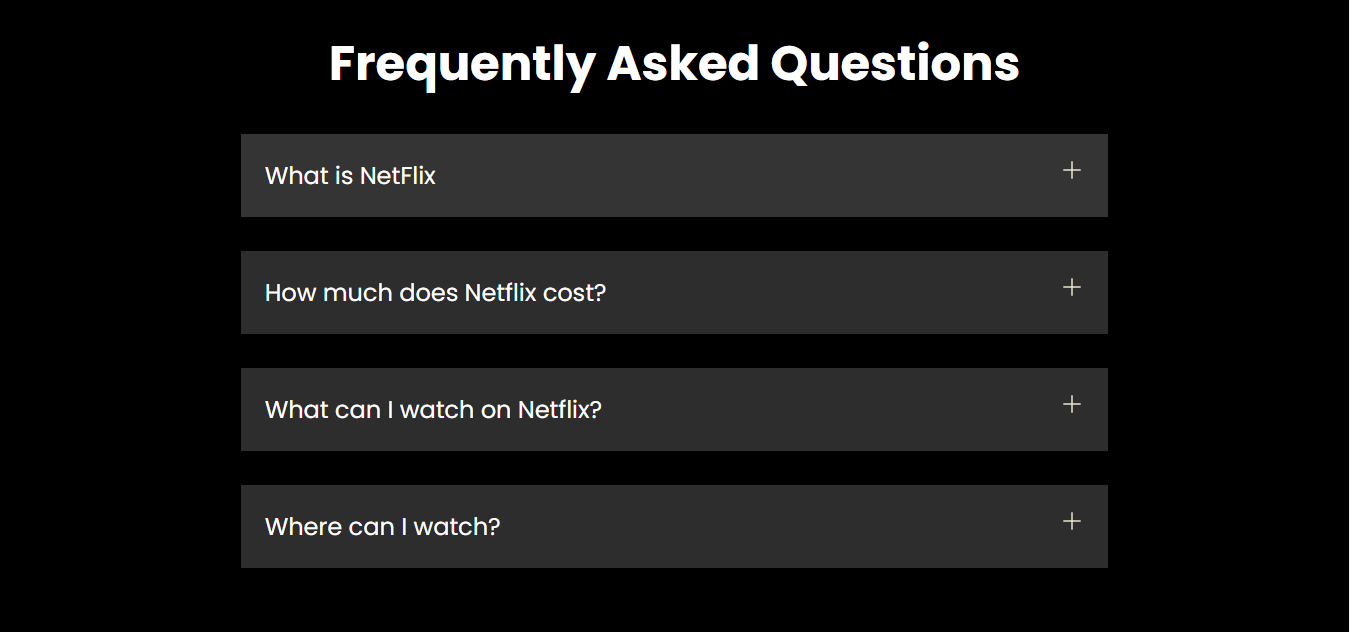 Frequently Asked Questions
What is NetFlix
How much does Netflix cost?
What can I watch on Netflix?
Where can I watch?